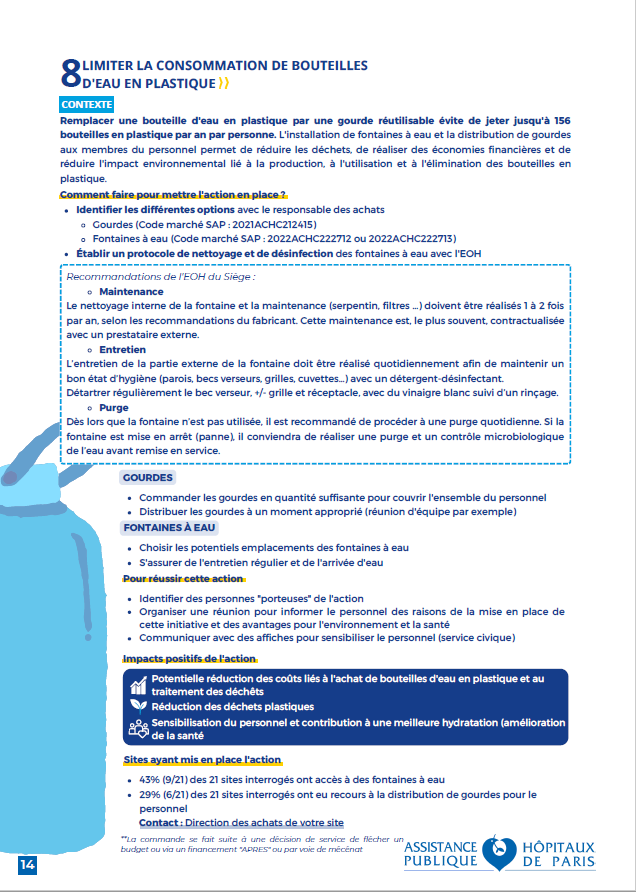 8 LIMITER LA CONSOMMATION DE BOUTEILLES
D'EAU EN PLASTIQUE
CONTEXTE
Remplacer une bouteille d'eau en plastique par une gourde réutilisable évite de jeter jusqu'à 156
bouteilles en plastique par an par personne. L'installation de fontaines à eau et la distribution de gourdes
aux membres du personnel permet de réduire les déchets, de réaliser des économies financières et de
réduire l'impact environnemental lié à la production, à l'utilisation et à l'élimination des bouteilles en
plastique.
Comment faire pour mettre l'action en place ?
• Identifier les différentes options avec le responsable des achats
◦ Gourdes (Code marché SAP : 2021ACHC212415)
◦ Fontaines à eau (Code marché SAP : 2022ACHC222712 ou 2022ACHC222713)
• Établir un protocole de nettoyage et de désinfection des fontaines à eau avec l'EOH
Recommandations de l'EOH du Siège :
◦ Maintenance
Le nettoyage interne de la fontaine et la maintenance (serpentin, filtres ...) doivent être réalisés 1 à 2 fois
par an, selon les recommandations du fabricant. Cette maintenance est, le plus souvent, contractualisée
avec un prestataire externe.
◦ Entretien
L'entretien de la partie externe de la fontaine doit être réalisé quotidiennement afin de maintenir un
bon état d'hygiène (parois, becs verseurs, grilles, cuvettes...) avec un détergent-désinfectant.
Détartrer régulièrement le bec verseur, +/- grille et réceptacle, avec du vinaigre blanc suivi d'un rinçage.
◦ Purge
Dès lors que la fontaine n'est pas utilisée, il est recommandé de procéder à une purge quotidienne. Si la
fontaine est mise en arrêt (panne), il conviendra de réaliser une purge et un contrôle microbiologique
de l'eau avant remise en service.
GOURDES
• Commander les gourdes en quantité suffisante pour couvrir l'ensemble du personnel
• Distribuer les gourdes à un moment approprié (réunion d'équipe par exemple)
FONTAINES À EAU
• Choisir les potentiels emplacements des fontaines à eau
• S'assurer de l'entretien régulier et de l'arrivée d'eau
Pour réussir cette action
• Identifier des personnes "porteuses" de l'action
• Organiser une réunion pour informer le personnel des raisons de la mise en place de
cette initiative et des avantages pour l'environnement et la santé
• Communiquer avec des affiches pour sensibiliser le personnel (service civique)
Impacts positifs de l'action
Potentielle réduction des coûts liés à l'achat de bouteilles d'eau en plastique et au
traitement des déchêts
Réduction des déchets plastiques
Sensibilisation du personnel et contribution à une meilleure hydratation (amélioration
de la santé
Sites ayant mis en place l'action
• 43% (9/21) des 21 sites interrogés ont accès à des fontaines à eau
• 29% (6/21) des 21 sites interrogés ont eu recours à la distribution de gourdes pour le
personnel
Contact : Direction des achats de votre site
**La commande se fait suite à une décision de service de flécher un
budget ou via un financement "APRES" ou par voie de mécénat
14
ASSISTANCE HÔPITAUX
PUBLIQUE DE PARIS